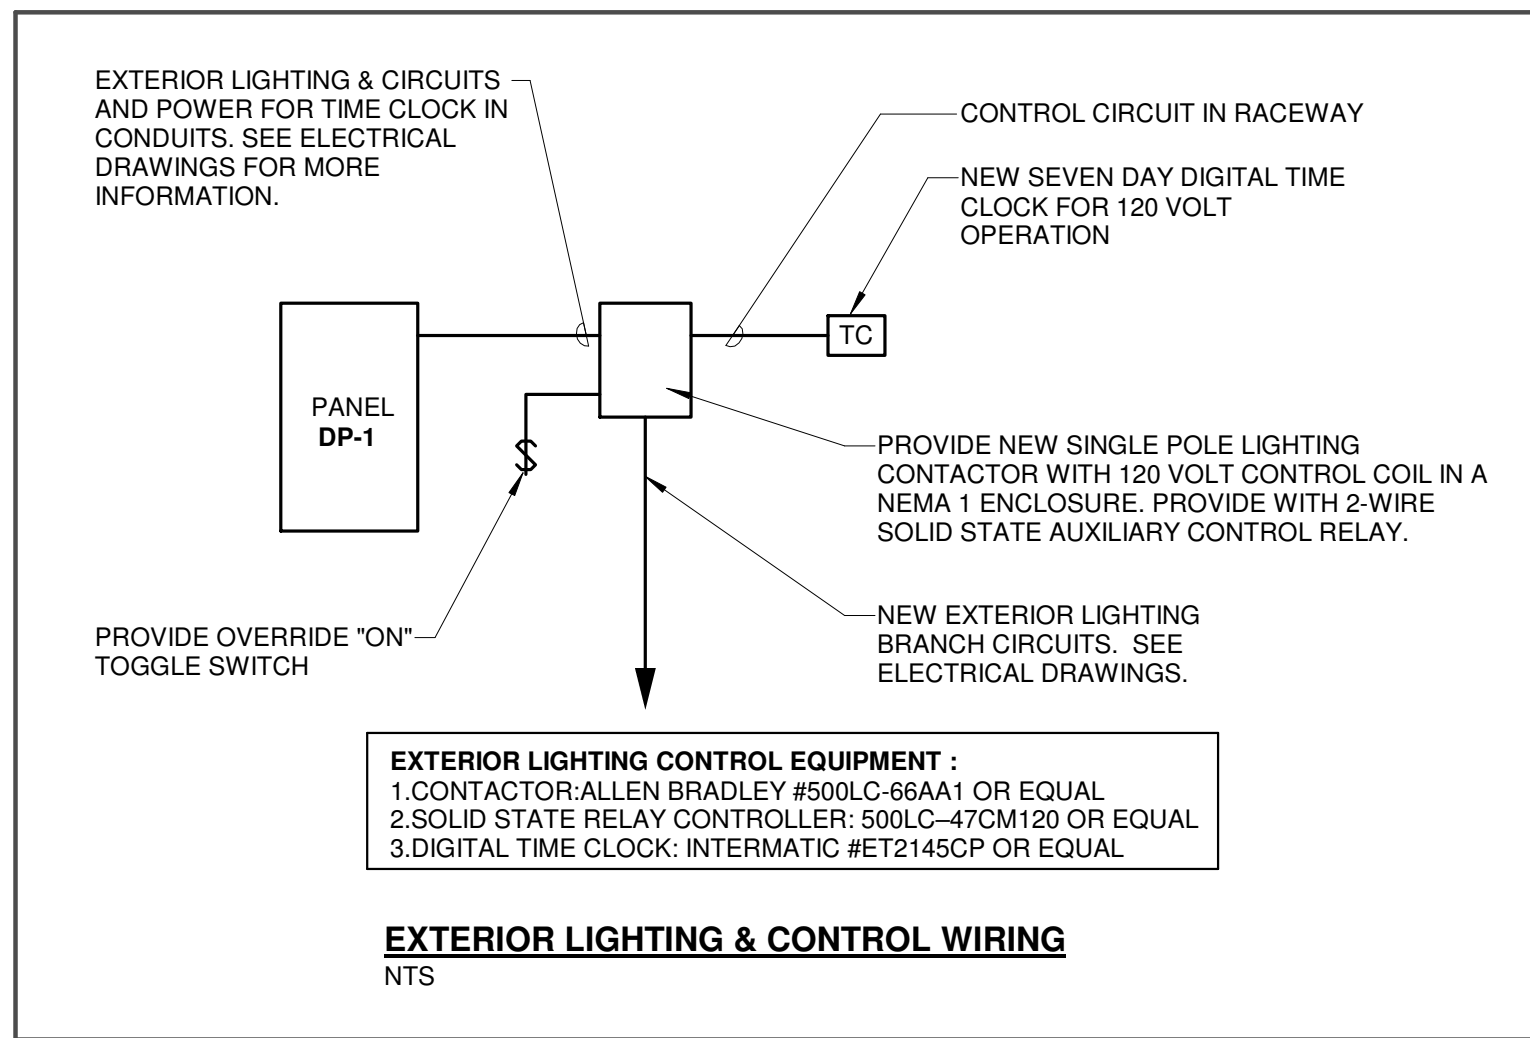 EXTERIOR LIGHTING & CIRCUITS
AND POWER FOR TIME CLOCK IN
CONDUITS. SEE ELECTRICAL
DRAWINGS FOR MORE
INFORMATION.
CONTROL CIRCUIT IN RACEWAY
NEW SEVEN DAY DIGITAL TIME
CLOCK FOR 120 VOLT
OPERATION
TC
PANEL
DP-1
$
PROVIDE NEW SINGLE POLE LIGHTING
CONTACTOR WITH 120 VOLT CONTROL COIL IN A
NEMA 1 ENCLOSURE. PROVIDE WITH 2-WIRE
SOLID STATE AUXILIARY CONTROL RELAY.
PROVIDE OVERRIDE "ON"
TOGGLE SWITCH
NEW EXTERIOR LIGHTING
BRANCH CIRCUITS.  SEE
ELECTRICAL DRAWINGS.
EXTERIOR LIGHTING CONTROL EQUIPMENT :
1.CONTACTOR:ALLEN BRADLEY #500LC-66AA1 OR EQUAL
2.SOLID STATE RELAY CONTROLLER: 500LC–47CM120 OR EQUAL
3.DIGITAL TIME CLOCK: INTERMATIC #ET2145CP OR EQUAL
EXTERIOR LIGHTING & CONTROL WIRING
NTS